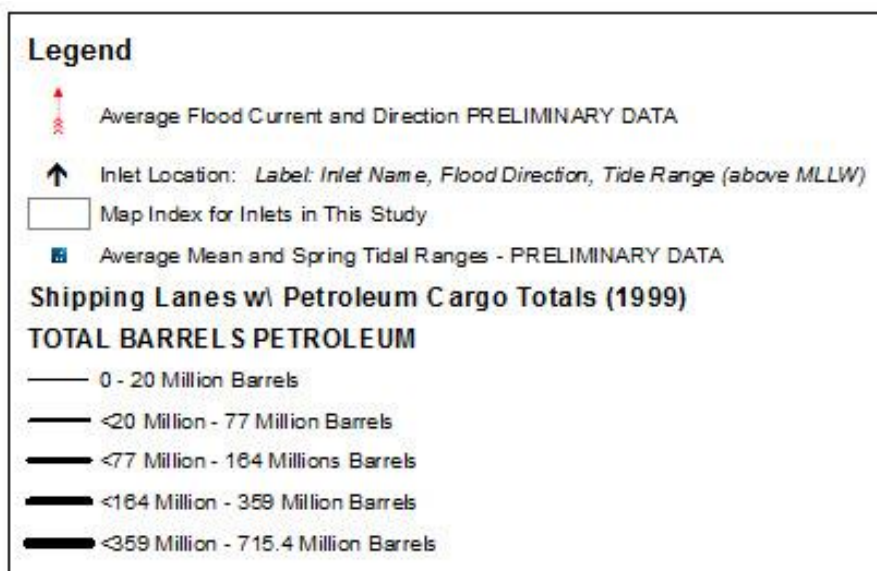 Legend
Average Flood Current and Direction PRELIMINARY DATA
Inlet Location: Label: Inlet Name, Flood Direction, Tide Range (above MLLW)
Map Index for Inlets in This Study
Average Mean and Spring Tidal Ranges - PRELIMINARY DATA
Shipping Lanes w\ Petroleum Cargo Totals (1999)
TOTAL BARRELS PETROLEUM
0 - 20 Million Barrels
<20 Million - 77 Million Barrels
<77 Million - 164 Millions Barrels
<164 Million - 359 Million Barrels
<359 Million - 715.4 Million Barrels